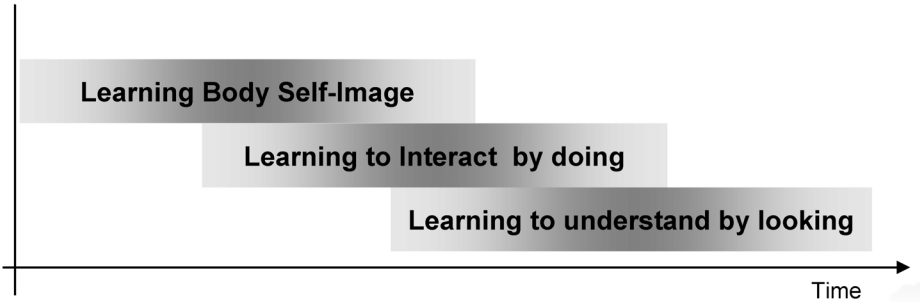 Learning Body Self-Image
Learning to Interact by doing
Learning to understand by looking
Time